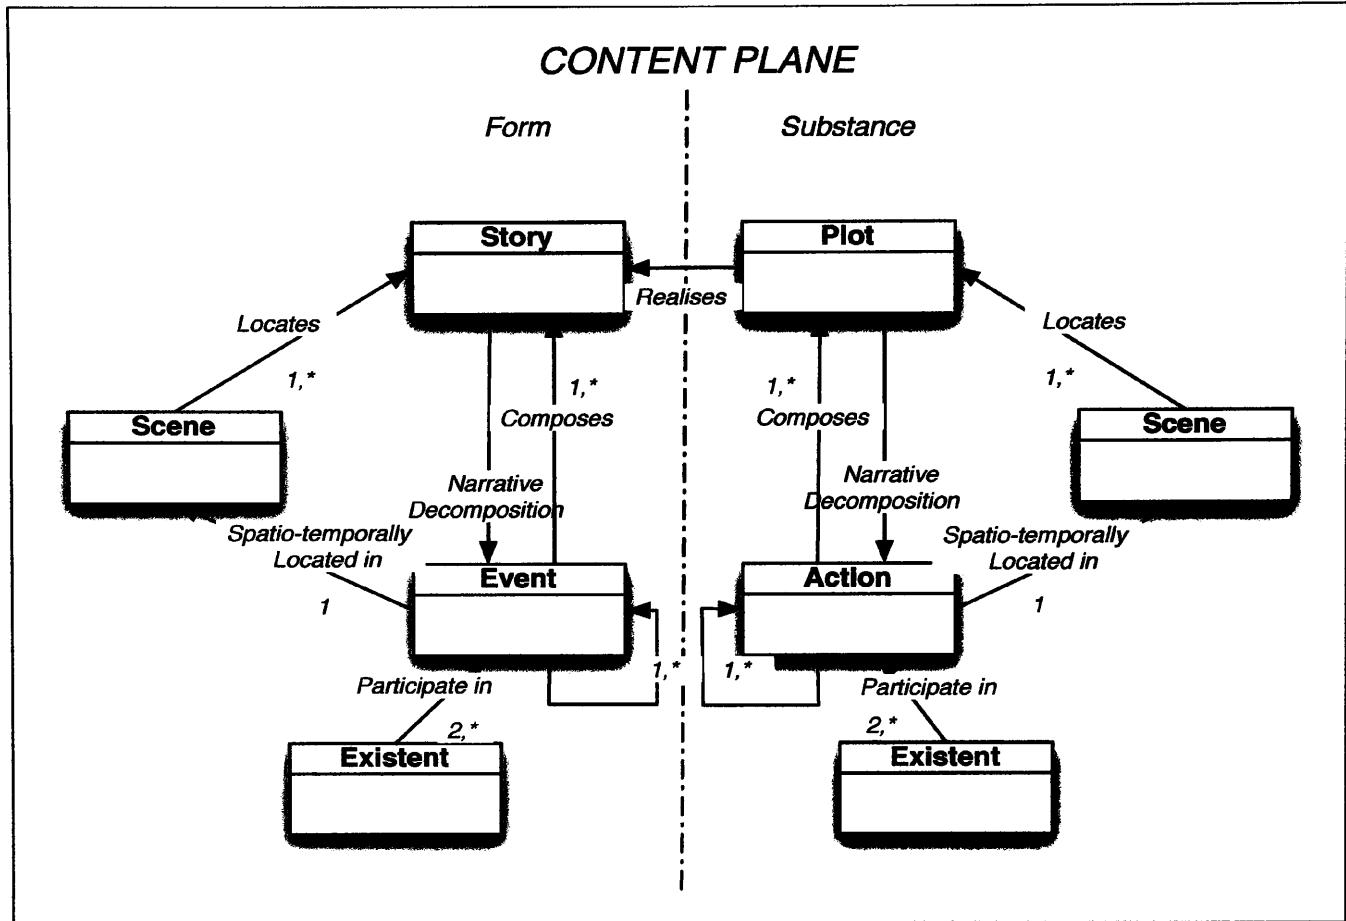 CONTENT PLANE
Form
Substance
Story
Plot
Realises
Locates
Locates
1,*
1,*
1,*
1,*
Composes
Composes
Scene
Scene
Narrative
Decomposition
Narrative
Decomposition
Spatio-temporally
Located in
Spatio-temporally
Located in
Event
Action
1
1
1,*
1,*
Participate in
Participate in
2,*
2,*
Existent
Existent